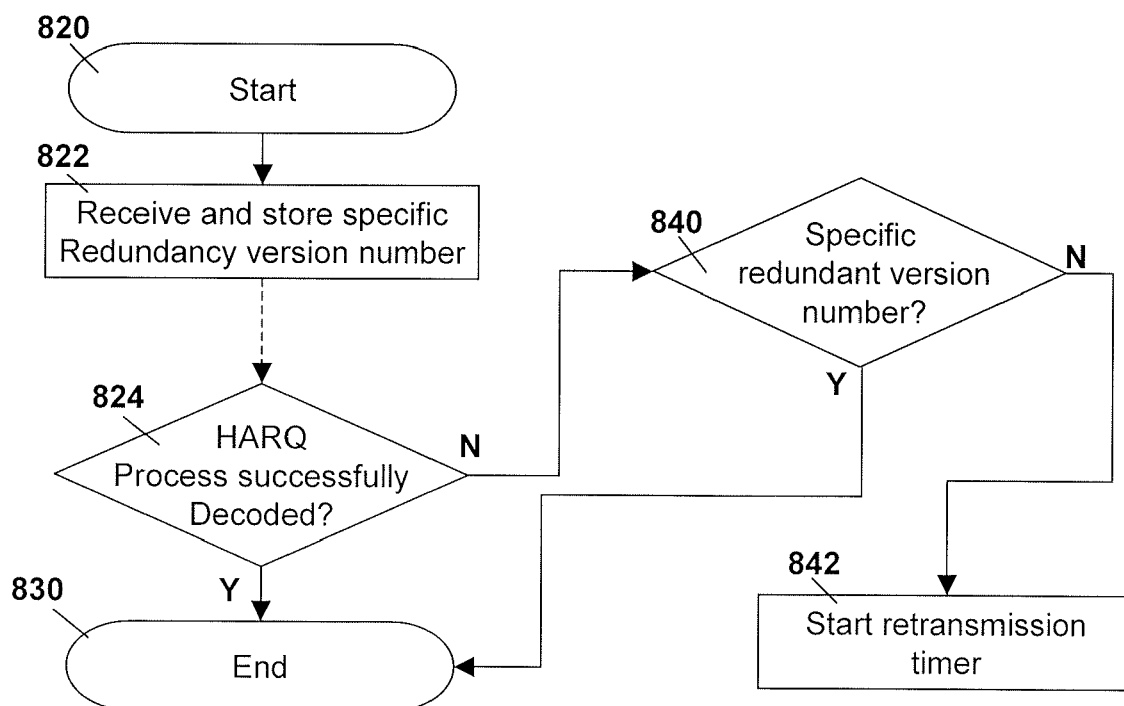 820
Start
822
Receive and store specific
Redundancy version number
824
HARQ
Process successfully
Decoded?
N
Y
830
End
840
Specific
redundant version
number?
N
Y
842
Start retransmission
timer